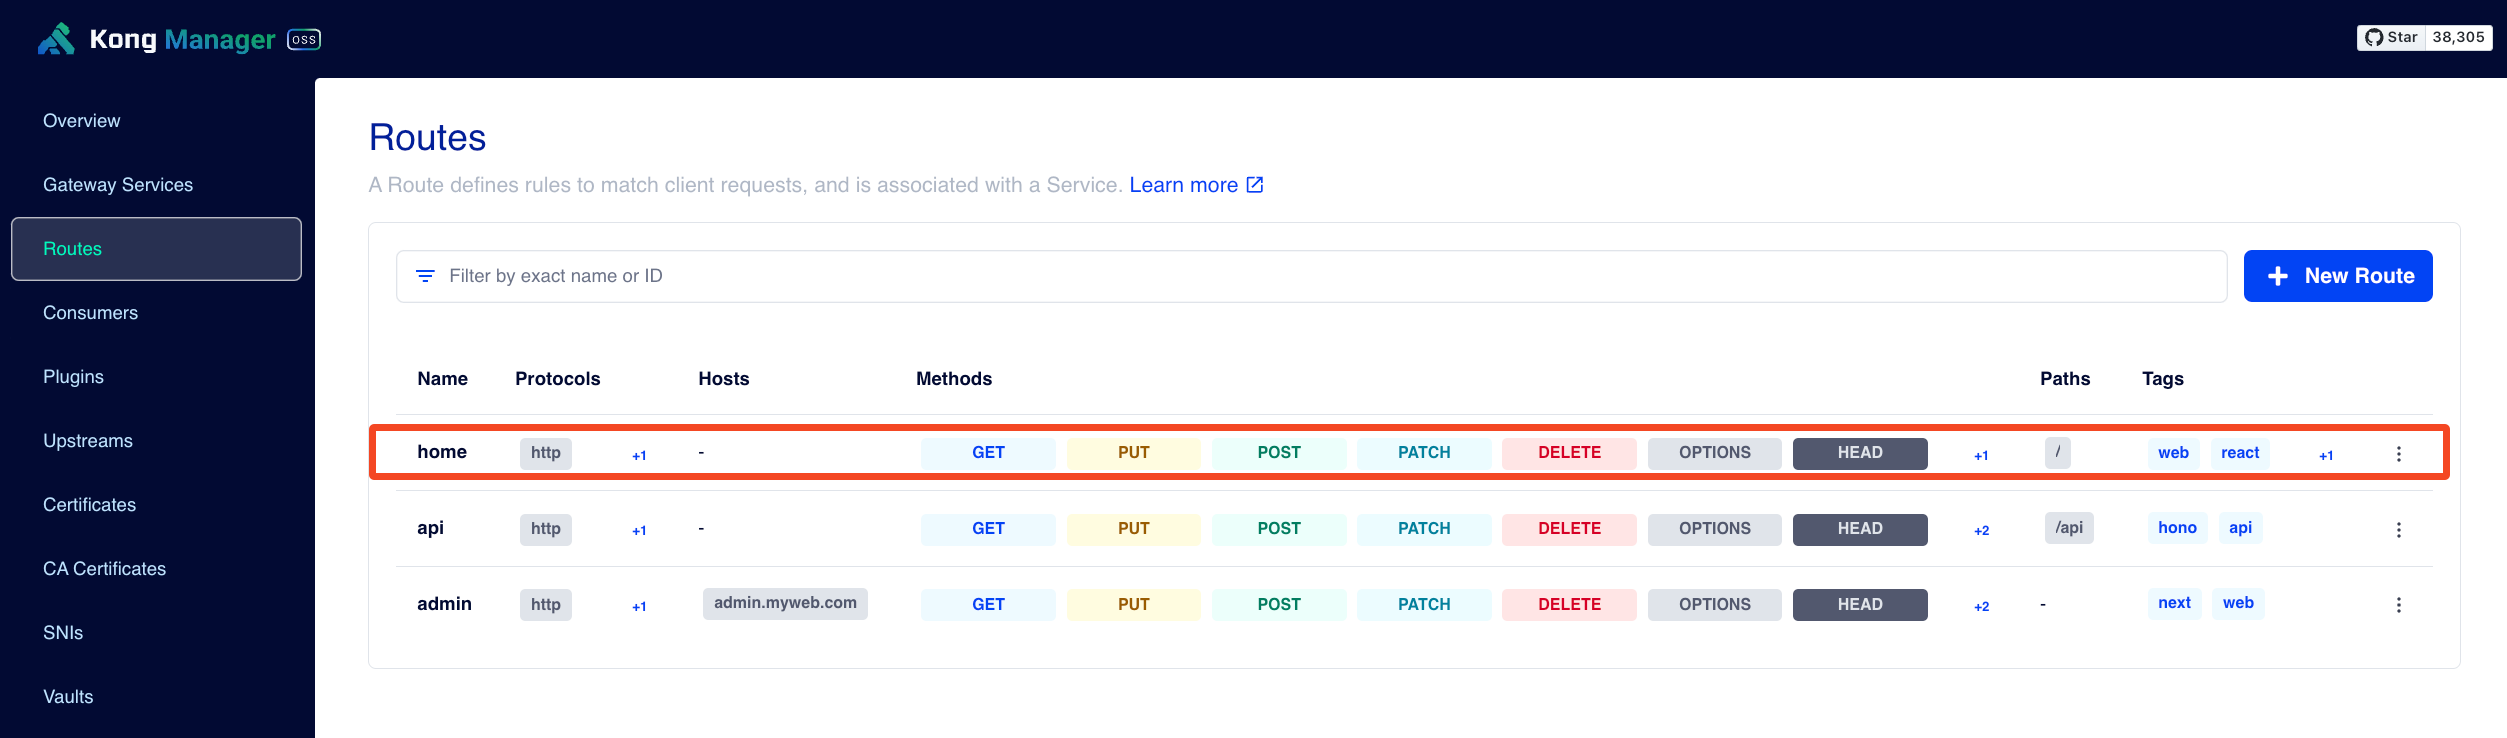 Kong Manager OSS
Star 38,305
Overview
Gateway Services
Routes
Consumers
Plugins
Upstreams
Certificates
CA Certificates
SNIs
Vaults
Routes
A Route defines rules to match client requests, and is associated with a Service. Learn more
Filter by exact name or ID
New Route
Name Protocols Hosts Methods Paths Tags
home http +1 - GET PUT POST PATCH DELETE OPTIONS HEAD +1 / web react +1
api http +1 - GET PUT POST PATCH DELETE OPTIONS HEAD +2 /api hono api
admin http +1 admin.myweb.com GET PUT POST PATCH DELETE OPTIONS HEAD +2 - next web